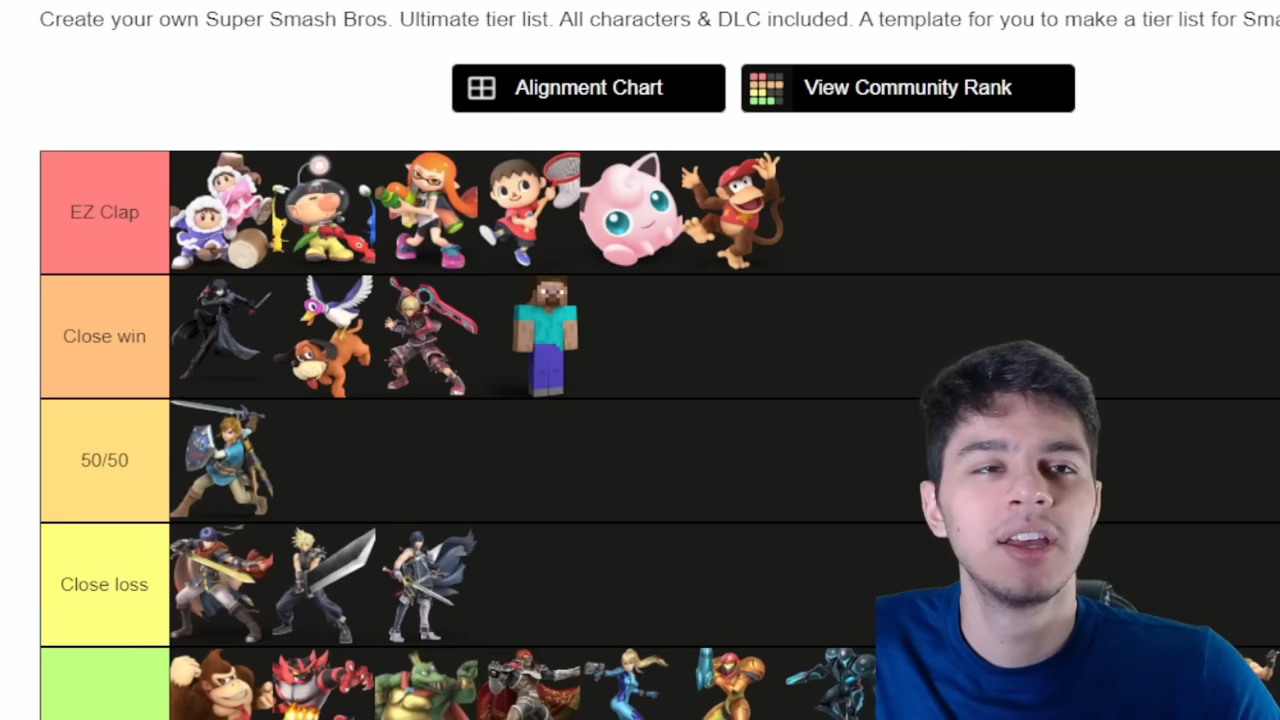 Create your own Super Smash Bros. Ultimate tier list. All characters & DLC included. A template for you to make a tier list for
Alignment Chart
View Community Rank
EZ Clap
Close win
50/50
Close loss